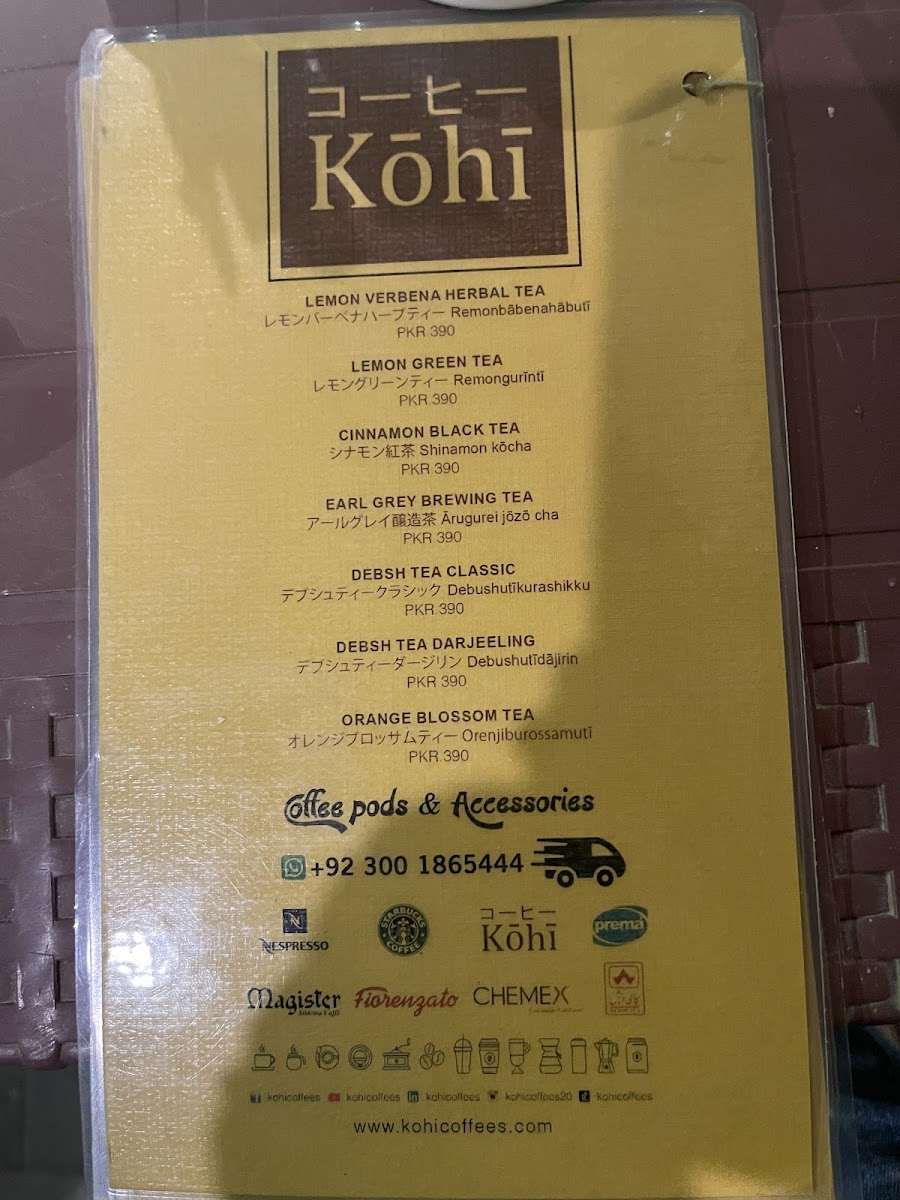 コーヒー
Kōhī
LEMON VERBENA HERBAL TEA
レモンバーベナハーブティー Remonbābenahābutī
PKR.390
LEMON GREEN TEA
レモングリーンティー Remongurīntī
PKR.390
CINNAMON BLACK TEA
シナモン紅茶 Shinamon kōcha
PKR.390
EARL GREY BREWING TEA
アールグレイ醸造茶 Ārugurei jōzō cha
PKR.390
DEBSH TEA CLASSIC
デブシュティークラシック Debushutīkurashikku
PKR.390
DEBSH TEA DARJEELING
デブシュティーダージリン Debushutīdājirin
PKR 390
ORANGE BLOSSOM TEA
オレンジブロッサムティー Orenjiburossamutī
PKR.390
Coffee pods & Accessories
+92 300 1865444
N NESPRESSO
STARBUCKS COFFEE
コーヒー
Kōhī
prema
Magister Fiorenzato CHEMEX
kohicoffees kohicoffees kohicoffees kohicoffees20 kohicoffees
www.kohicoffees.com